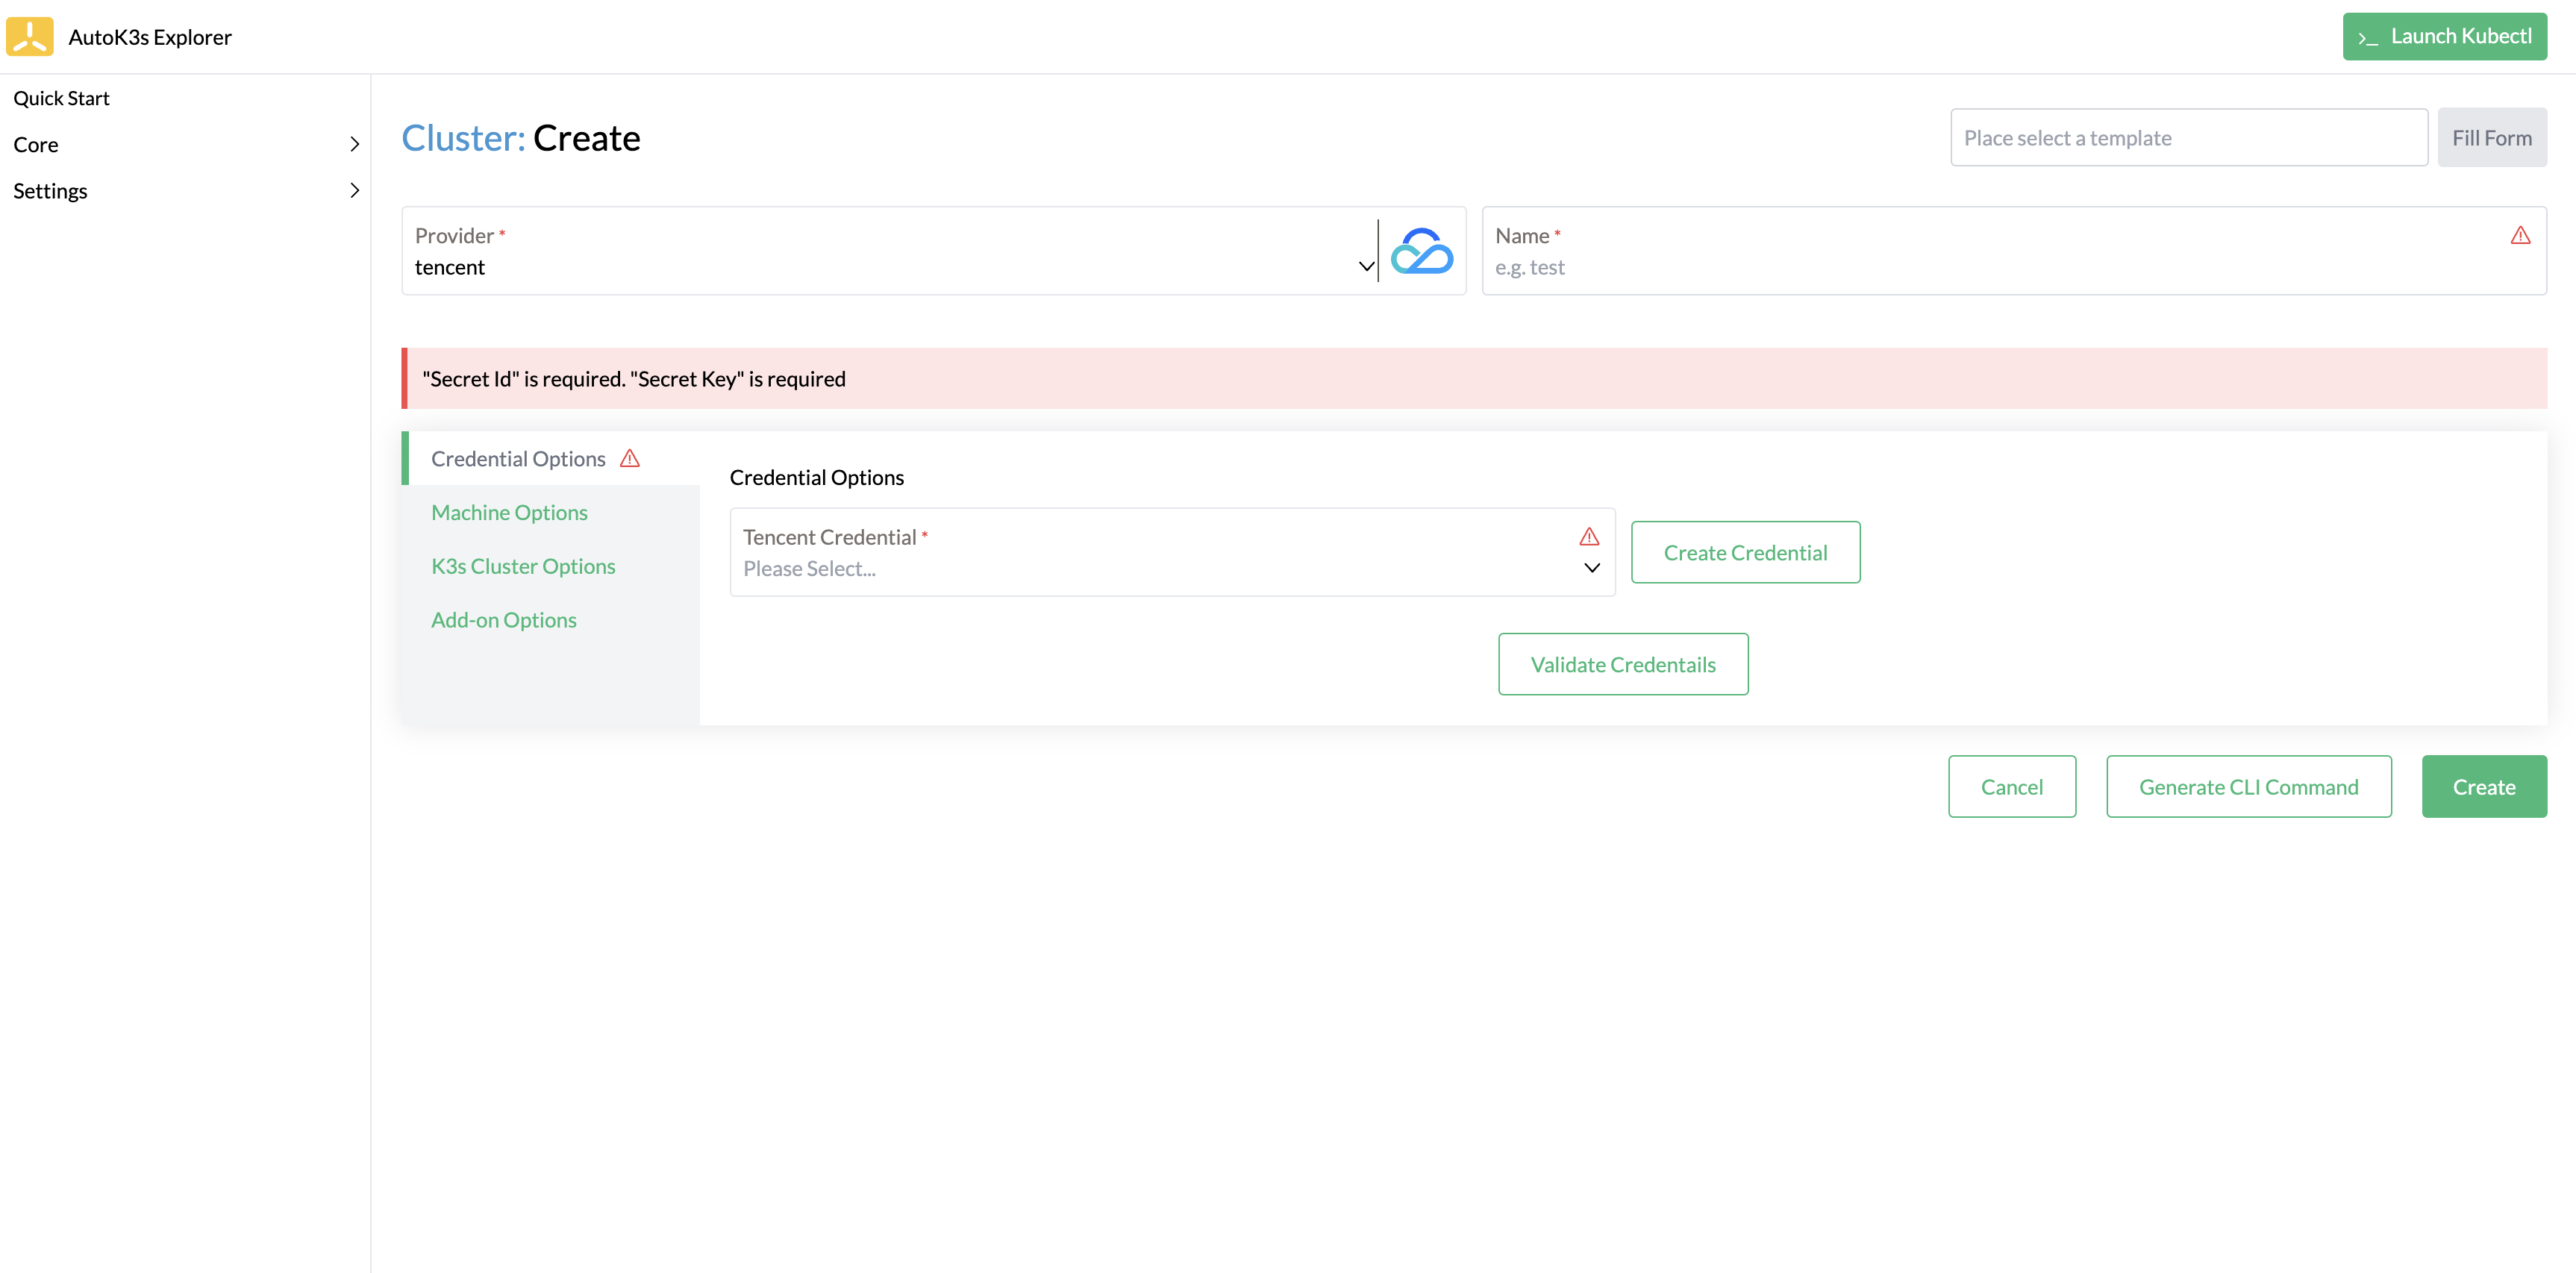 AutoK3s Explorer
>_ Launch Kubectl
Quick Start
Core
Settings
Cluster: Create
Place select a template
Fill Form
Provider *
tencent
Name *
e.g. test
"Secret Id" is required. "Secret Key" is required
Credential Options
Machine Options
K3s Cluster Options
Add-on Options
Credential Options
Tencent Credential *
Please Select...
Create Credential
Validate Credentails
Cancel
Generate CLI Command
Create